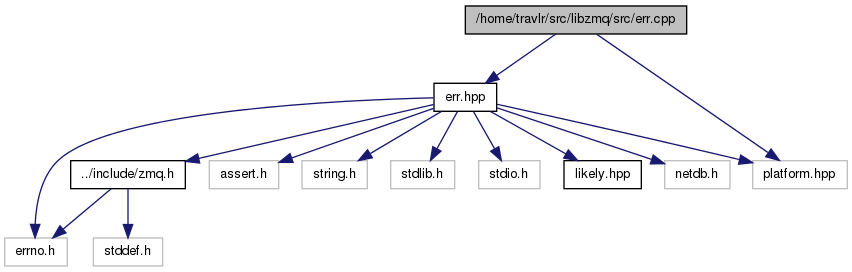 /home/travlr/src/libzmq/src/err.cpp
err.hpp
../include/zmq.h
assert.h
string.h
stdlib.h
stdio.h
likely.hpp
netdb.h
platform.hpp
errno.h
stddef.h